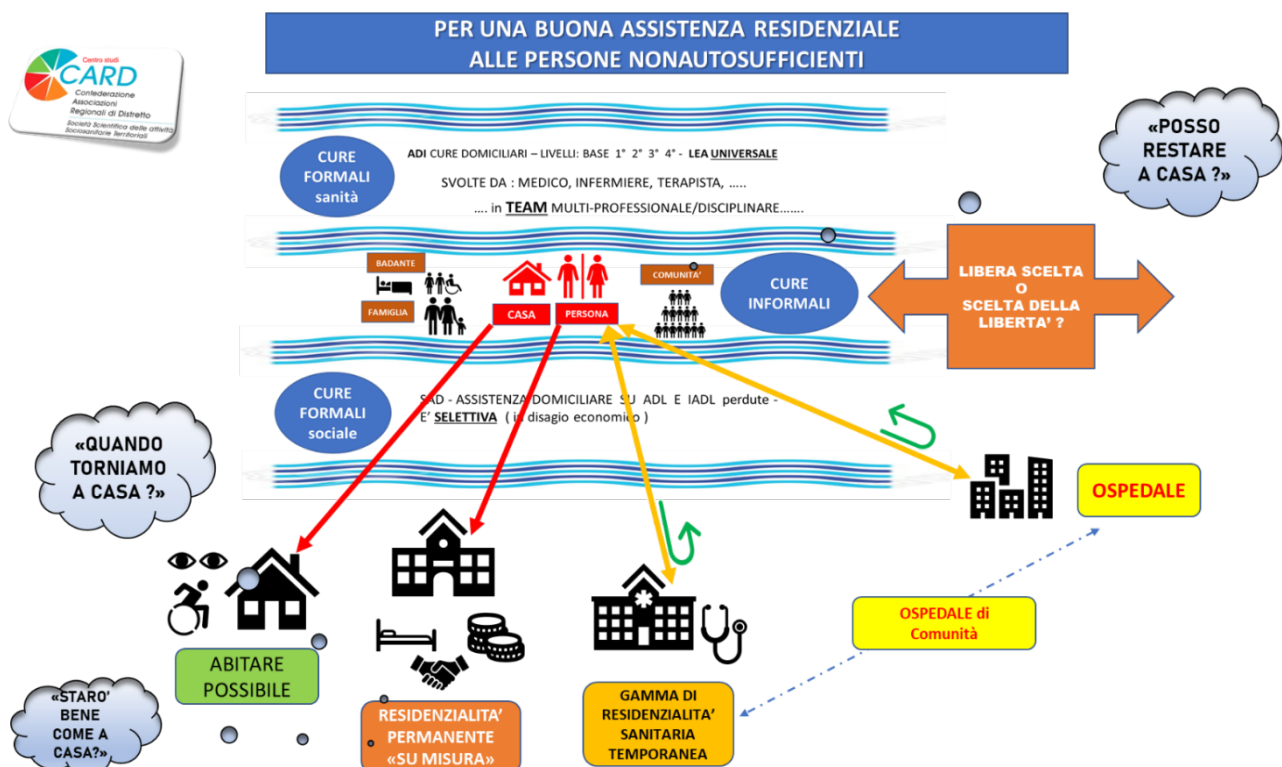 PER UNA BUONA ASSISTENZA RESIDENZIALE
ALLE PERSONE NONAUTOSUFFICIENTI
Centro studi
CARD
Confederazione
Associazioni
Regionali di Distretto
Società Scientifica delle attività
Sociosanitarie Territoriali
«POSSO
RESTARE
A CASA ?»
CURE
FORMALI
sanità
ADI CURE DOMICILIARI – LIVELLI: BASE 1° 2° 3° 4° - LEA UNIVERSALE
SVOLTE DA : MEDICO, INFERMIERE, TERAPISTA, .....
.... in TEAM MULTI-PROFESSIONALE/DISCIPLINARE.......
BADANTE
FAMIGLIA
CASA
PERSONA
COMUNITA'
CURE
INFORMALI
LIBERA SCELTA
O
SCELTA DELLA
LIBERTA' ?
CURE
FORMALI
sociale
SAD - ASSISTENZA DOMICILIARE SU ADL E IADL perdute -
E' SELETTIVA ( in disagio economico )
«QUANDO
TORNIAMO
A CASA ?»
OSPEDALE
OSPEDALE di
Comunità
ABITARE
POSSIBILE
«STARO'
BENE
COME A
CASA?»
RESIDENZIALITA'
PERMANENTE
«SU MISURA»
GAMMA DI
RESIDENZIALITA'
SANITARIA
TEMPORANEA